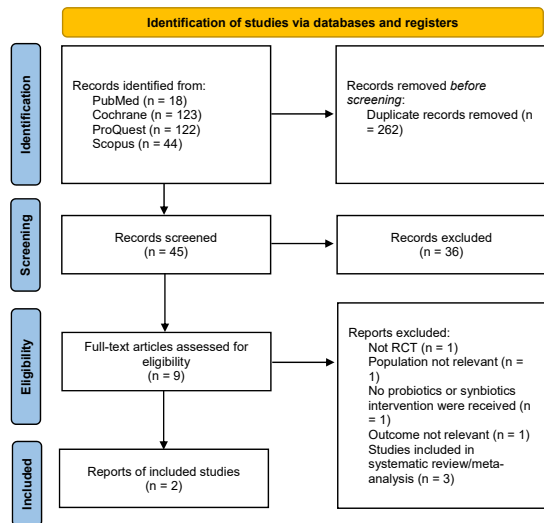 Identification of studies via databases and registers
Identification
Records identified from:
PubMed (n = 18)
Cochrane (n = 123)
ProQuest (n = 122)
Scopus (n = 44)
Records removed before
screening:
Duplicate records removed (n
= 262)
Screening
Records screened
(n = 45)
Records excluded
(n = 36)
Eligibility
Full-text articles assessed for
eligibility
(n = 9)
Reports excluded:
Not RCT (n = 1)
Population not relevant (n =
1)
No probiotics or synbiotics
intervention were received (n
= 1)
Outcome not relevant (n = 1)
Studies included in
systematic review/meta-
analysis (n = 3)
Included
Reports of included studies
(n = 2)